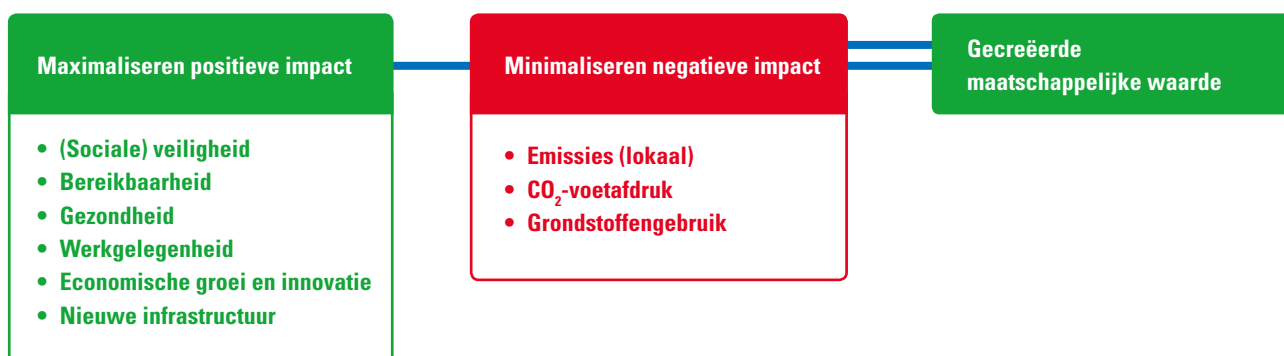 Maximaliseren positieve impact
• (Sociale) veiligheid
• Bereikbaarheid
• Gezondheid
• Werkgelegenheid
• Economische groei en innovatie
• Nieuwe infrastructuur
Minimaliseren negatieve impact
• Emissies (lokaal)
• CO₂-voetafdruk
• Grondstoffengebruik
Gecreëerde
maatschappelijke waarde